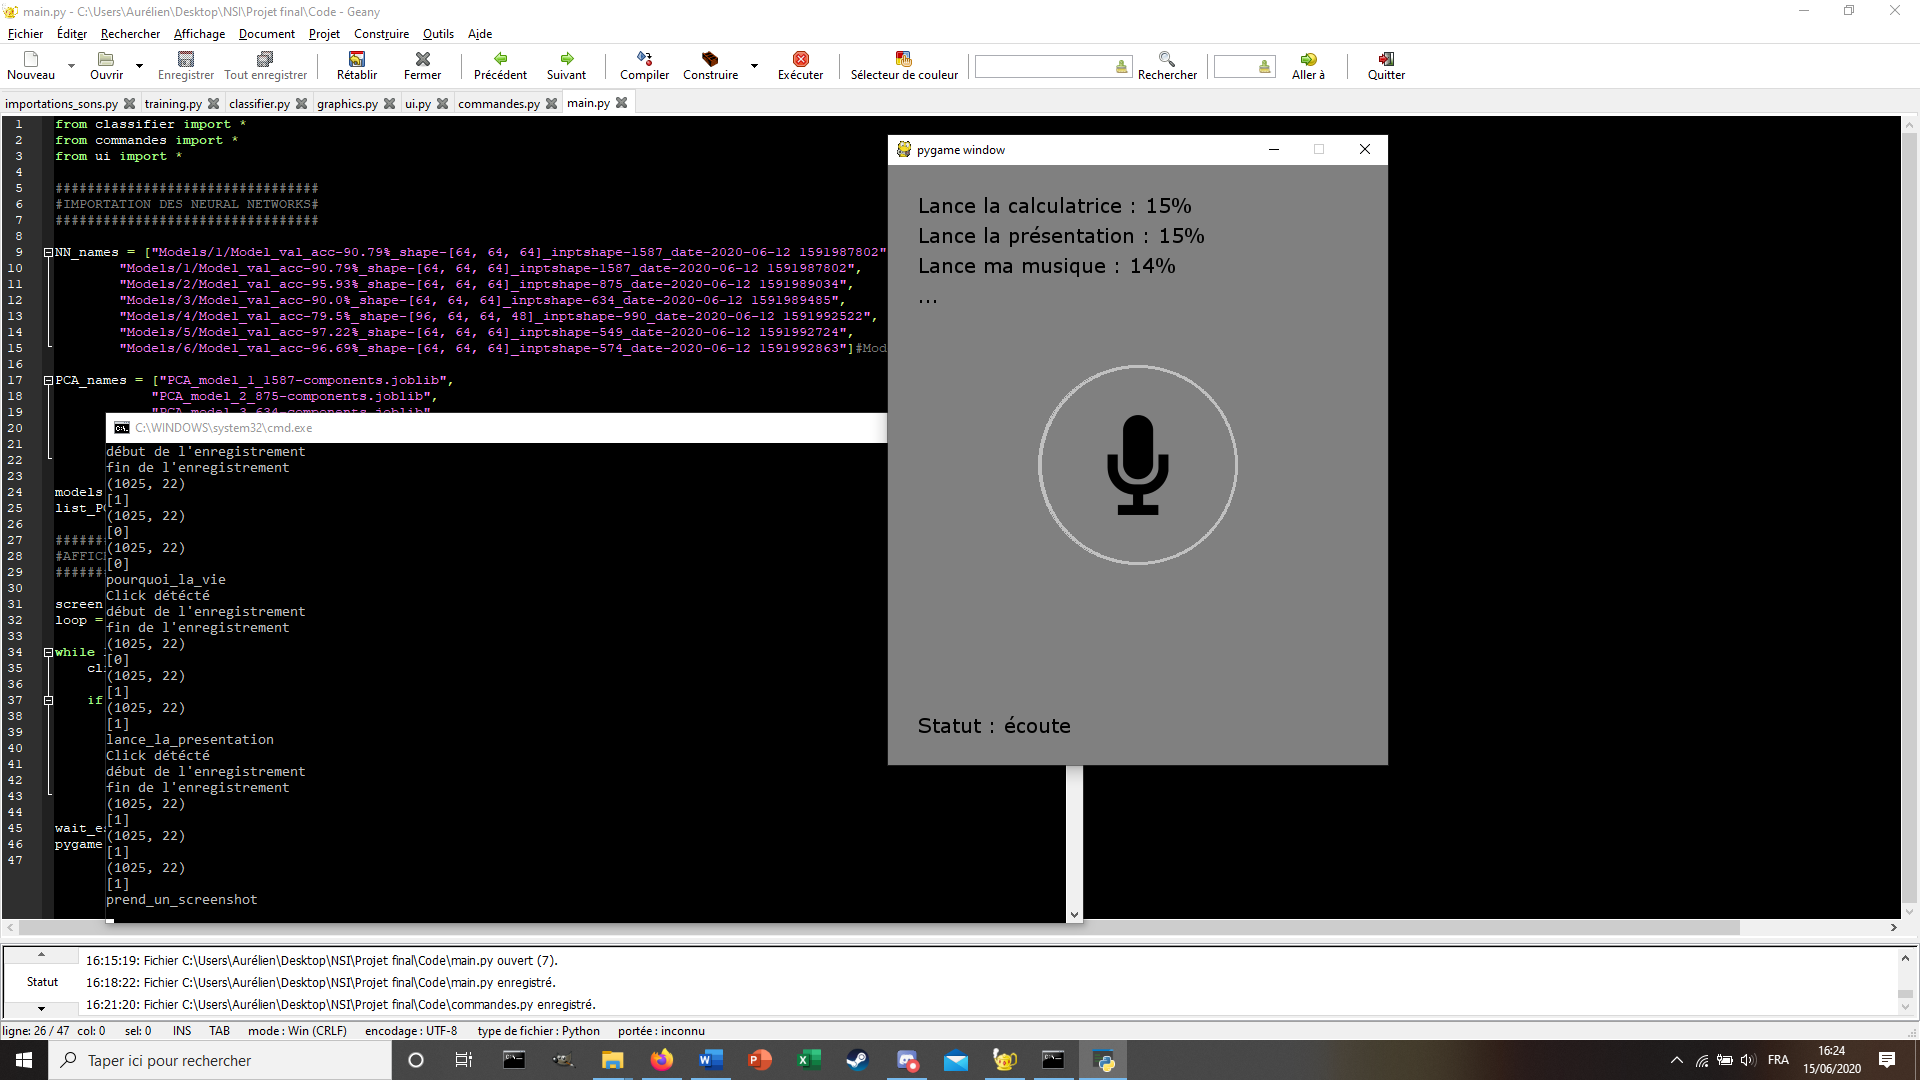 main.py - C:\Users\Aurélien\Desktop\NSI\Projet final\Code - Geany
Fichier Éditer Rechercher Affichage Document Projet Construire Outils Aide
Nouveau Ouvrir Enregistrer Tout enregistrer Rétablir Fermer Précédent Suivant Compiler Construire Exécuter Sélecteur de couleur Rechercher Aller à Quitter
importations_sons.py training.py classifier.py graphics.py ui.py commandes.py main.py
1 from classifier import *
2 from commandes import *
3 from ui import *
4
5 #################################
6 #IMPORTATION DES NEURAL NETWORKS#
7 #################################
8
9 NN_names = ["Models/1/Model_val_acc-90.79%_shape-[64, 64, 64]_inptshape-1587_date-2020-06-12 1591987802"
10 "Models/1/Model_val_acc-90.79%_shape-[64, 64, 64]_inptshape-1587_date-2020-06-12 1591987802",
11 "Models/2/Model_val_acc-95.93%_shape-[64, 64, 64]_inptshape-875_date-2020-06-12 1591989034",
12 "Models/3/Model_val_acc-90.0%_shape-[64, 64, 64]_inptshape-634_date-2020-06-12 1591989485",
13 "Models/4/Model_val_acc-79.5%_shape-[96, 64, 64, 48]_inptshape-990_date-2020-06-12 1591992522",
14 "Models/5/Model_val_acc-97.22%_shape-[64, 64, 64]_inptshape-549_date-2020-06-12 1591992724",
15 "Models/6/Model_val_acc-96.69%_shape-[64, 64, 64]_inptshape-574_date-2020-06-12 1591992863"]#Mod
16
17 PCA_names = ["PCA_model_1_1587-components.joblib",
18 "PCA_model_2_875-components.joblib",
19 "PCA_model_3_634-components.joblib"
20
21
22
23
24 models
25 list_PC
26
27 ######
28 #AFFIC
29 ######
30
31 screen
32 loop =
33
34 while
35 cl
36
37 if
38
39
40
41
42
43
44
45 wait_e
46 pygame
47
C:\WINDOWS\system32\cmd.exe
début de l'enregistrement
fin de l'enregistrement
(1025, 22)
[1]
(1025, 22)
[0]
(1025, 22)
[0]
pourquoi_la_vie
Click détécté
début de l'enregistrement
fin de l'enregistrement
(1025, 22)
[0]
(1025, 22)
[1]
(1025, 22)
[1]
lance_la_presentation
Click détécté
début de l'enregistrement
fin de l'enregistrement
(1025, 22)
[1]
(1025, 22)
[1]
(1025, 22)
[1]
prend_un_screenshot
pygame window
Lance la calculatrice : 15%
Lance la présentation : 15%
Lance ma musique : 14%
...
Statut : écoute
Statut
16:15:19: Fichier C:\Users\Aurélien\Desktop\NSI\Projet final\Code\main.py ouvert (7).
16:18:22: Fichier C:\Users\Aurélien\Desktop\NSI\Projet final\Code\main.py enregistré.
16:21:20: Fichier C:\Users\Aurélien\Desktop\NSI\Projet final\Code\commandes.py enregistré.
ligne: 26 / 47 col: 0 sel: 0 INS TAB mode : Win (CRLF) encodage : UTF-8 type de fichier : Python portée : inconnu
Taper ici pour rechercher
FRA
16:24
15/06/2020